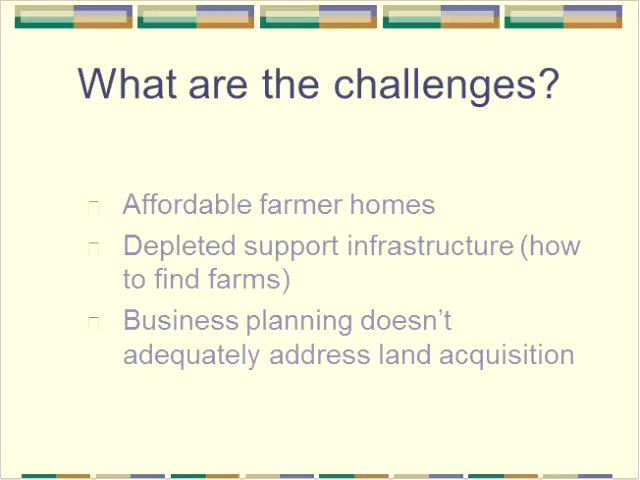 What are the challenges?
Affordable farmer homes
Depleted support infrastructure (how
to find farms)
Business planning doesn’t
adequately address land acquisition